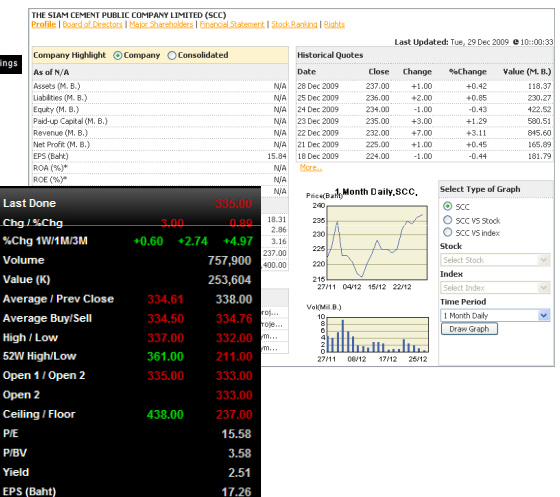 THE SIAM CEMENT PUBLIC COMPANY LIMITED (SCC)
Profile | Board of Directors | Major Shareholders | Financial Statement | Stock Ranking | Rights
Last Updated: Tue, 29 Dec 2009 10::00:33
ings
Company Highlight Company Consolidated
As of N/A
Assets (M. B.) N/A
Liabilities (M. B.) N/A
Equity (M. B.) N/A
Paid-up Capital (M. B.) N/A
Revenue (M. B.) N/A
Net Profit (M. B.) N/A
EPS (Baht) 15.84
ROA (%)* N/A
ROE (%)* N/A
N/A
18.31
2.86
3.16
237.00
,400.00
roj...
roje...
ym...
ym...
Historical Quotes
Date Close Change %Change Value (M. B.)
28 Dec 2009 237.00 +1.00 +0.42 118.37
25 Dec 2009 236.00 +2.00 +0.85 230.27
24 Dec 2009 234.00 -1.00 -0.43 422.52
23 Dec 2009 235.00 +3.00 +1.29 580.51
22 Dec 2009 232.00 +7.00 +3.11 845.60
21 Dec 2009 225.00 +1.00 +0.45 165.89
18 Dec 2009 224.00 -1.00 -0.44 181.79
More...
1 Month Daily,SCC,
Price(Baht)
240
235
230
225
220
215
27/11 04/12 15/12 22/12
Vol(Mil.B.)
10
8
6
4
2
0
27/11 08/12 17/12 25/12
Select Type of Graph
SCC
SCC VS Stock
SCC VS index
Stock
Select Stock
Index
Select Index
Time Period
1 Month Daily
Draw Graph
Last Done 335.00
Chg / %Chg 3.00 0.89
%Chg 1W/1M/3M +0.60 +2.74 +4.97
Volume 757,900
Value (K) 253,604
Average / Prev Close 334.61 338.00
Average Buy/Sell 334.50 334.76
High / Low 337.00 332.00
52W High/Low 361.00 211.00
Open 1 / Open 2 335.00 333.00
Open 2 333.00
Ceiling / Floor 438.00 237.00
P/E 15.58
P/BV 3.58
Yield 2.51
EPS (Baht) 17.26